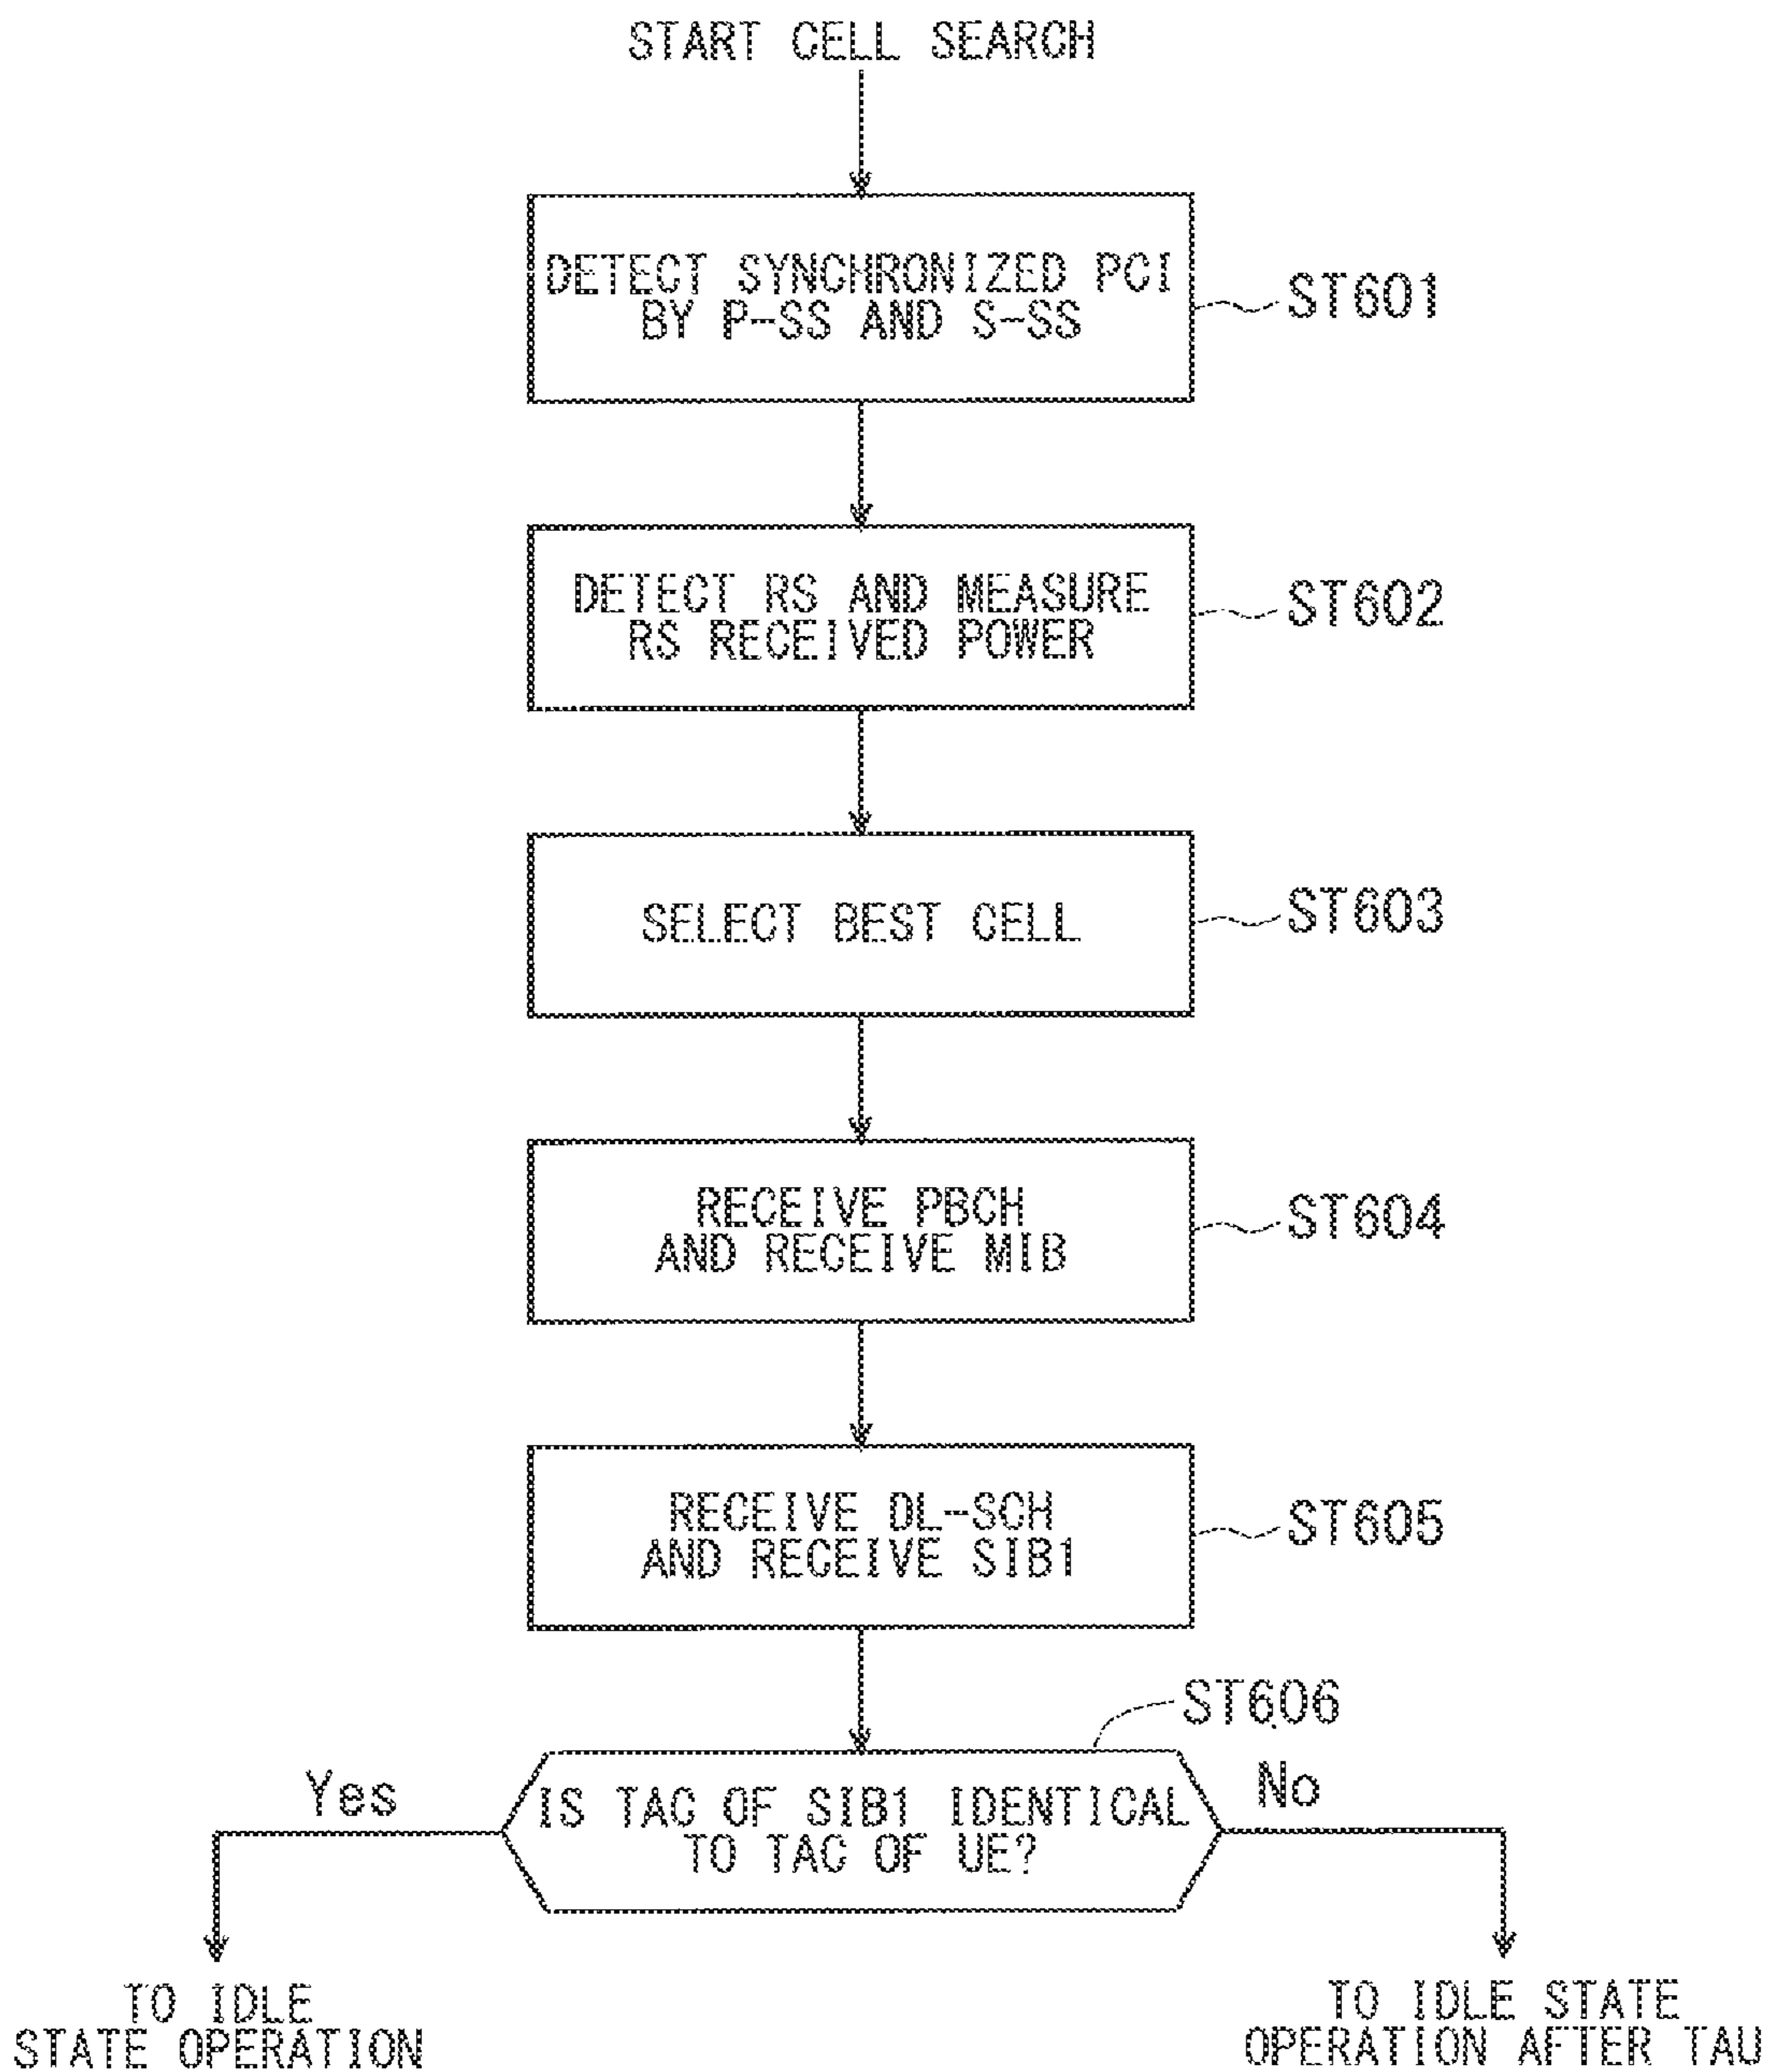 START CELL SEARCH
DETECT SYNCHRONIZED PCI
BY P-SS AND S-SS
ST601
DETECT RS AND MEASURE
RS RECEIVED POWER
ST602
SELECT BEST CELL
ST603
RECEIVE PBCH
AND RECEIVE MIB
ST604
RECEIVE DL-SCH
AND RECEIVE SIB1
ST605
ST606
Yes
IS TAC OF SIB1 IDENTICAL
TO TAC OF UE?
No
TO IDLE
STATE OPERATION
TO IDLE STATE
OPERATION AFTER TAU